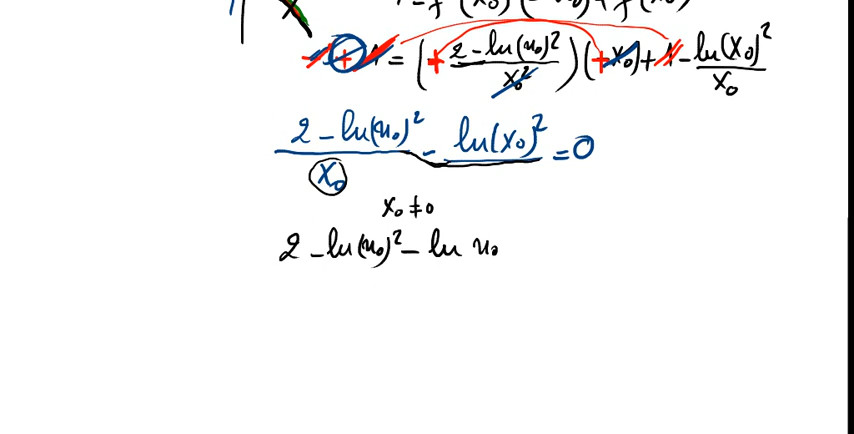 -1+1 = (+ (2 - ln(x₀)²)/x₀²)(+x₀) + 1 - ln(x₀)²/x₀
(2 - ln(x₀)² - ln(x₀)²)/x₀ = 0
x₀ ≠ 0
2 - ln(x₀)² - ln x₀